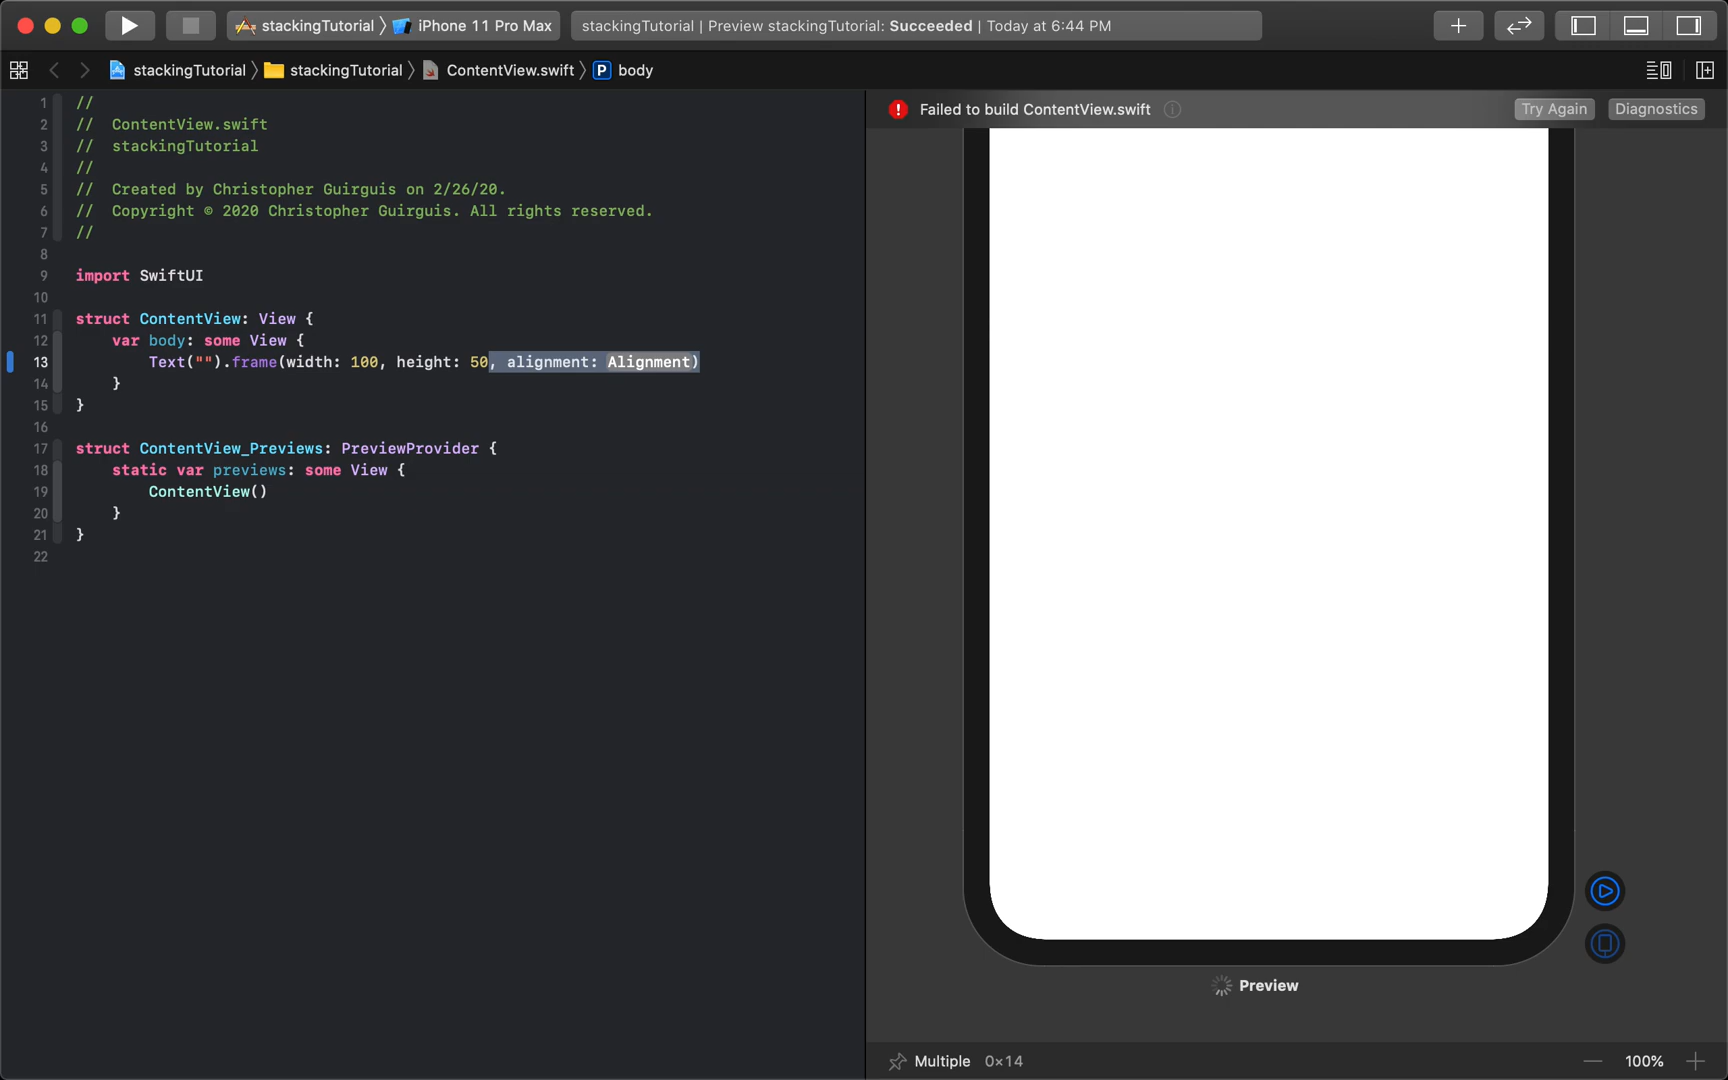 stackingTutorial 〉 iPhone 11 Pro Max
stackingTutorial | Preview stackingTutorial: Succeeded | Today at 6:44 PM
stackingTutorial 〉 stackingTutorial 〉 ContentView.swift 〉 P body
1 //
2 //  ContentView.swift
3 //  stackingTutorial
4 //
5 //  Created by Christopher Guirguis on 2/26/20.
6 //  Copyright © 2020 Christopher Guirguis. All rights reserved.
7 //
8
9 import SwiftUI
10
11 struct ContentView: View {
12     var body: some View {
13         Text("").frame(width: 100, height: 50, alignment: Alignment)
14     }
15 }
16
17 struct ContentView_Previews: PreviewProvider {
18     static var previews: some View {
19         ContentView()
20     }
21 }
22
Failed to build ContentView.swift
Try Again
Diagnostics
Preview
Multiple 0×14
100%